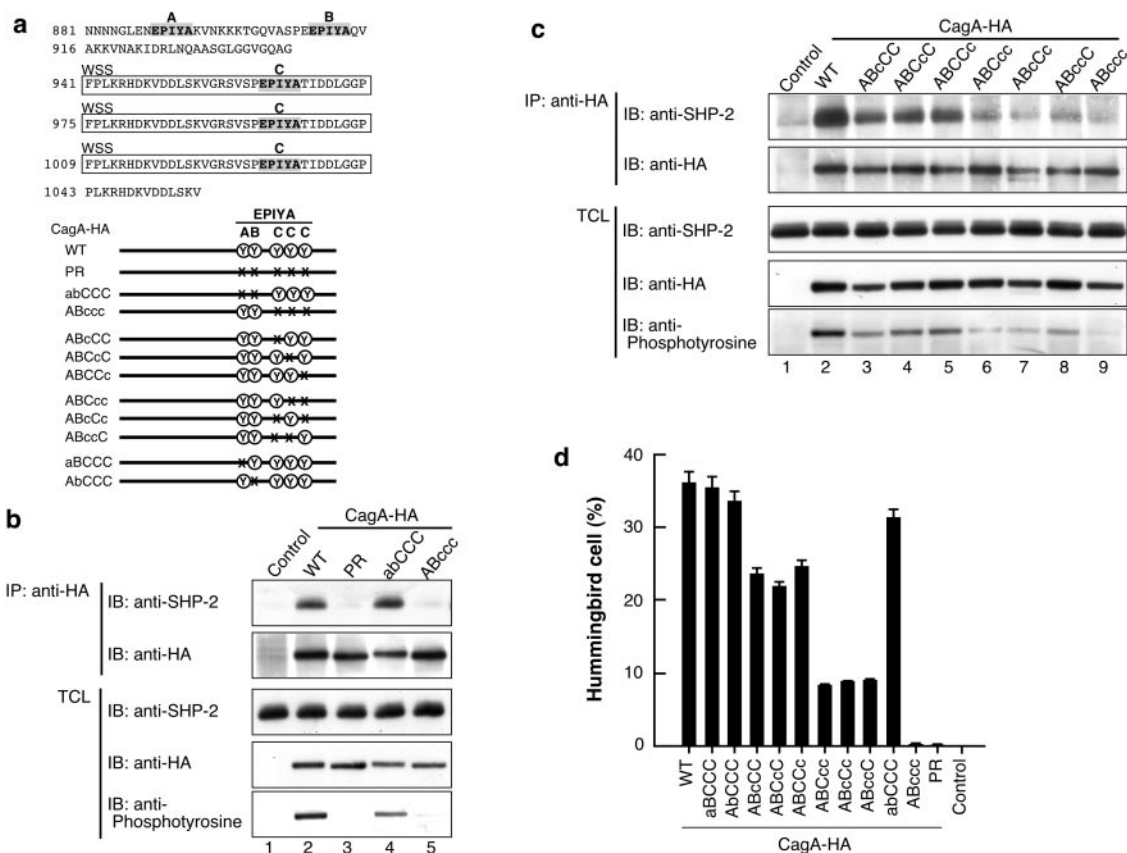 a
A B
881 NNNNGLENEPIYAKVNKKKTGQVASPEEPIYAQV
916 AKKVNAKIDRLNQAASGLGGVGQAG
WSS C
941 FPLKRHDKVDDLSKVGRSVSPEPIYATIDDLGGP
WSS C
975 FPLKRHDKVDDLSKVGRSVSPEPIYATIDDLGGP
WSS C
1009 FPLKRHDKVDDLSKVGRSVSPEPIYATIDDLGGP
1043 PLKRHDKVDDLSKV
EPIYA
CagA-HA A B C C C
WT Y Y Y Y Y
PR X X X X X
abCCC X X Y Y Y
ABccc Y Y X X X
ABcCC Y Y X Y Y
ABCcC Y Y Y X Y
ABCCc Y Y Y Y X
ABCcc Y Y Y X X
ABcCc Y Y X Y X
ABccC Y Y X X Y
aBCCC X Y Y Y Y
AbCCC Y X Y Y Y
b
CagA-HA
Control WT PR abCCC ABccc
IP: anti-HA
IB: anti-SHP-2
IB: anti-HA
TCL
IB: anti-SHP-2
IB: anti-HA
IB: anti-
Phosphotyrosine
1 2 3 4 5
c
CagA-HA
Control WT ABcCC ABCcC ABCCc ABCcc ABcCc ABccC ABccc
IP: anti-HA
IB: anti-SHP-2
IB: anti-HA
TCL
IB: anti-SHP-2
IB: anti-HA
IB: anti-
Phosphotyrosine
1 2 3 4 5 6 7 8 9
d
Hummingbird cell (%)
40
30
20
10
0
WT aBCCC AbCCC ABcCC ABCcC ABCCc ABCcc ABcCc ABccC abCCC ABccc PR Control
CagA-HA